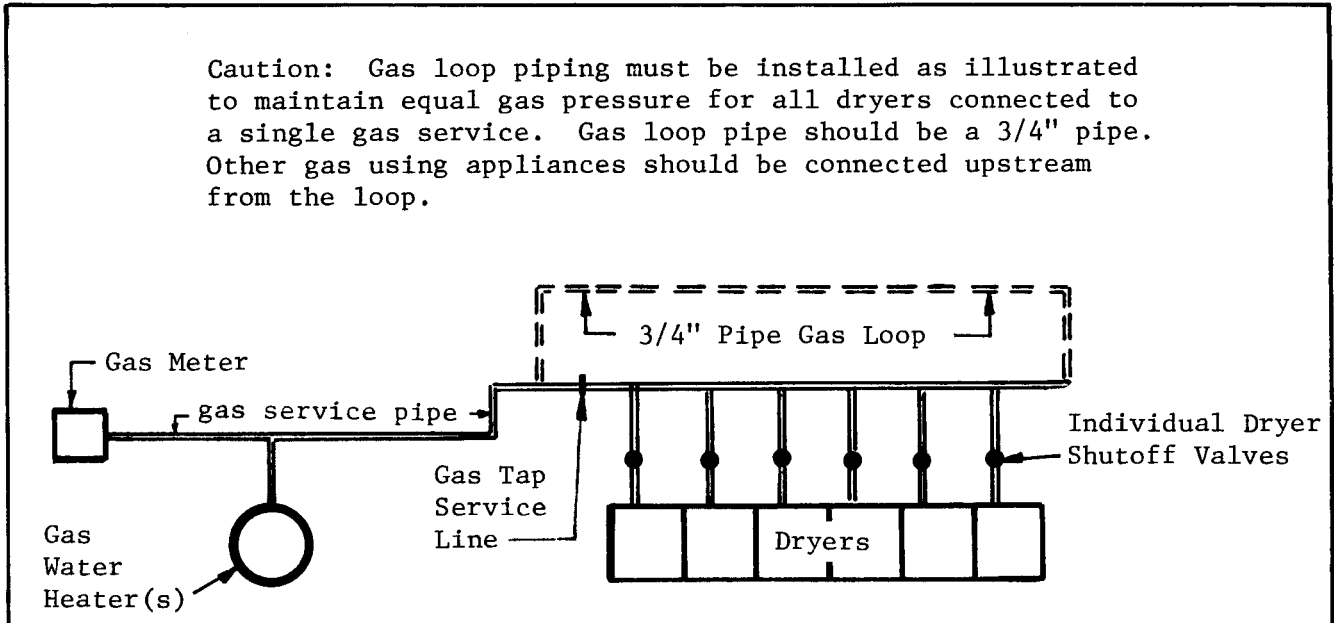 Caution: Gas loop piping must be installed as illustrated
to maintain equal gas pressure for all dryers connected to
a single gas service. Gas loop pipe should be a 3/4" pipe.
Other gas using appliances should be connected upstream
from the loop.
3/4" Pipe Gas Loop
Gas Meter
gas service pipe
Individual Dryer
Shutoff Valves
Gas Tap
Service
Line
Dryers
Gas
Water
Heater(s)